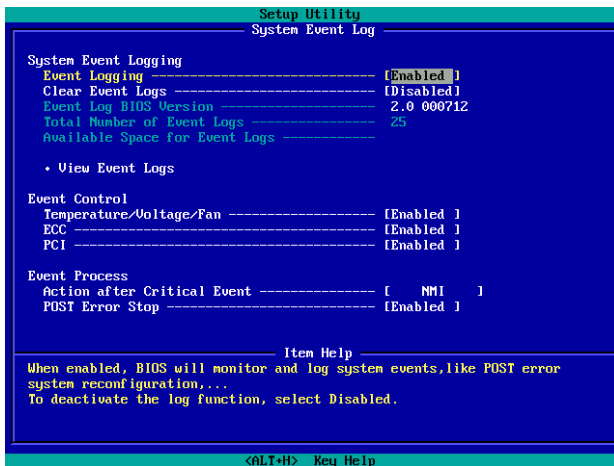 Setup Utility
System Event Log
System Event Logging
Event Logging ---------------------------- [Enabled ]
Clear Event Logs ------------------------- [Disabled]
Event Log BIOS Version ------------------- 2.0 000712
Total Number of Event Logs --------------- 25
Available Space for Event Logs -----------
• View Event Logs
Event Control
Temperature/Voltage/Fan ------------------ [Enabled ]
ECC -------------------------------------- [Enabled ]
PCI -------------------------------------- [Enabled ]
Event Process
Action after Critical Event -------------- [ NMI ]
POST Error Stop -------------------------- [Enabled ]
Item Help
When enabled, BIOS will monitor and log system events,like POST error
system reconfiguration,...
To deactivate the log function, select Disabled.
<ALT+H> Key Help